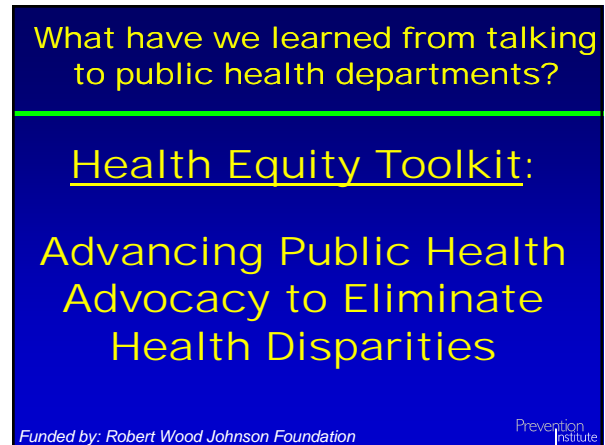 What have we learned from talking
to public health departments?
Health Equity Toolkit:
Advancing Public Health
Advocacy to Eliminate
Health Disparities
Funded by: Robert Wood Johnson Foundation
Prevention
Institute